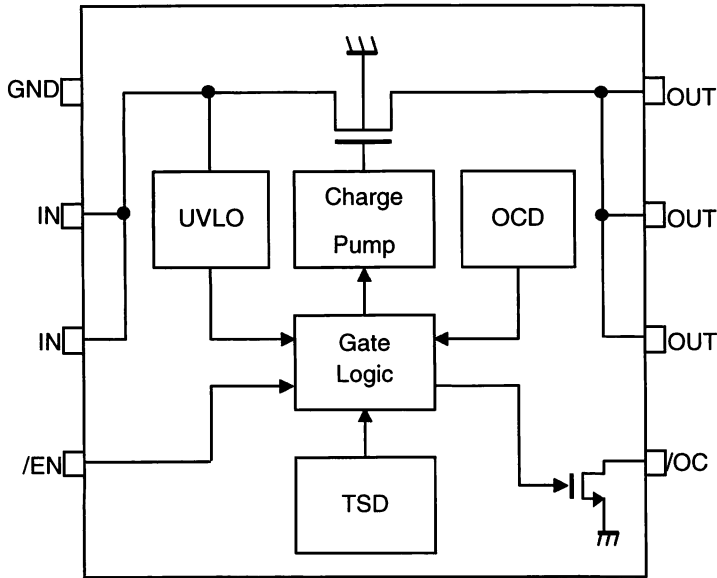 GND
OUT
UVLO
Charge
Pump
OCD
IN
OUT
IN
Gate
Logic
OUT
/EN
TSD
/OC